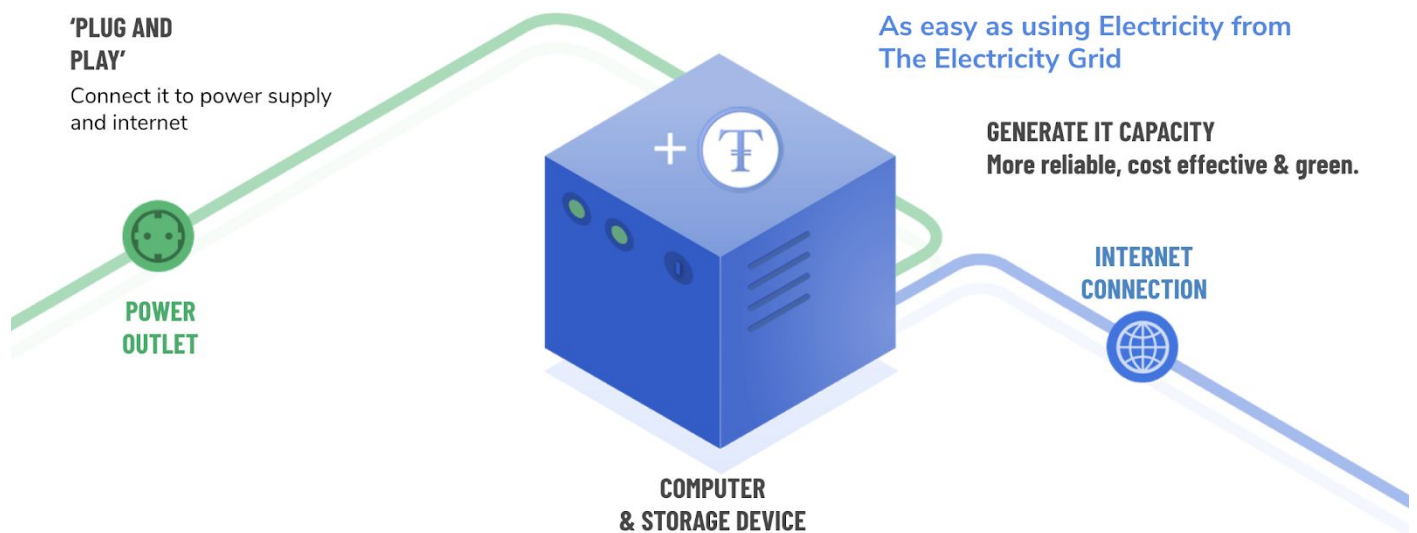 ‘PLUG AND
PLAY’
Connect it to power supply
and internet
As easy as using Electricity from
The Electricity Grid
GENERATE IT CAPACITY
More reliable, cost effective & green.
+ T
POWER
OUTLET
INTERNET
CONNECTION
COMPUTER
& STORAGE DEVICE